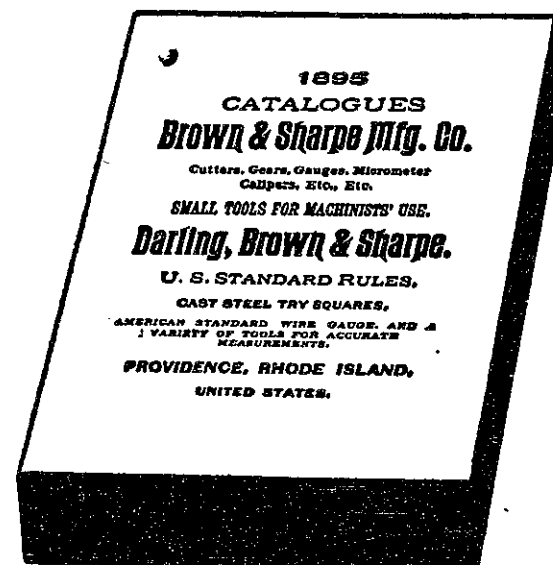 1895
CATALOGUES
Brown & Sharpe Mfg. Co.
Cutters, Gears, Gauges, Micrometer
Calipers, Etc., Etc.
SMALL TOOLS FOR MACHINISTS' USE.
Darling, Brown & Sharpe.
U. S. STANDARD RULES,
CAST STEEL TRY SQUARES,
AMERICAN STANDARD WIRE GAUGE, AND A
VARIETY OF TOOLS FOR ACCURATE
MEASUREMENTS.
PROVIDENCE, RHODE ISLAND,
UNITED STATES.